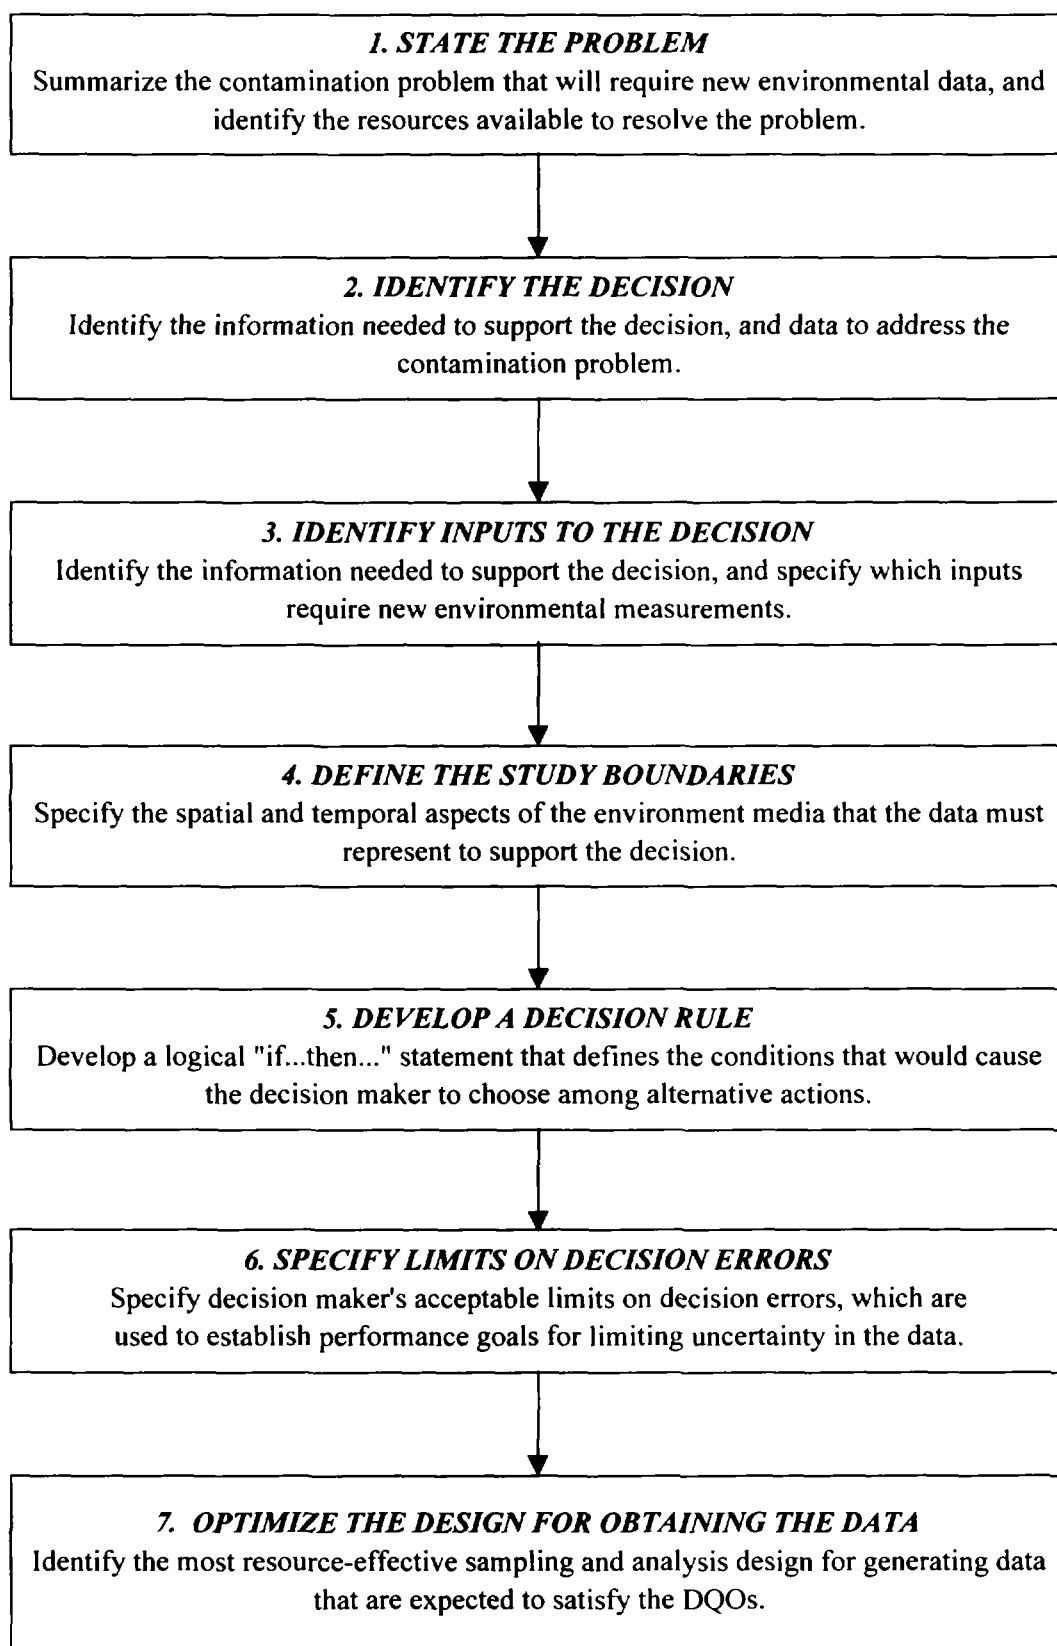 1. STATE THE PROBLEM
Summarize the contamination problem that will require new environmental data, and
identify the resources available to resolve the problem.
2. IDENTIFY THE DECISION
Identify the information needed to support the decision, and data to address the
contamination problem.
3. IDENTIFY INPUTS TO THE DECISION
Identify the information needed to support the decision, and specify which inputs
require new environmental measurements.
4. DEFINE THE STUDY BOUNDARIES
Specify the spatial and temporal aspects of the environment media that the data must
represent to support the decision.
5. DEVELOP A DECISION RULE
Develop a logical "if...then..." statement that defines the conditions that would cause
the decision maker to choose among alternative actions.
6. SPECIFY LIMITS ON DECISION ERRORS
Specify decision maker's acceptable limits on decision errors, which are
used to establish performance goals for limiting uncertainty in the data.
7. OPTIMIZE THE DESIGN FOR OBTAINING THE DATA
Identify the most resource-effective sampling and analysis design for generating data
that are expected to satisfy the DQOs.